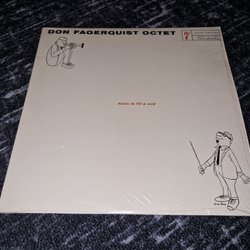 DON FAGERQUIST OCTET
music to fill a void